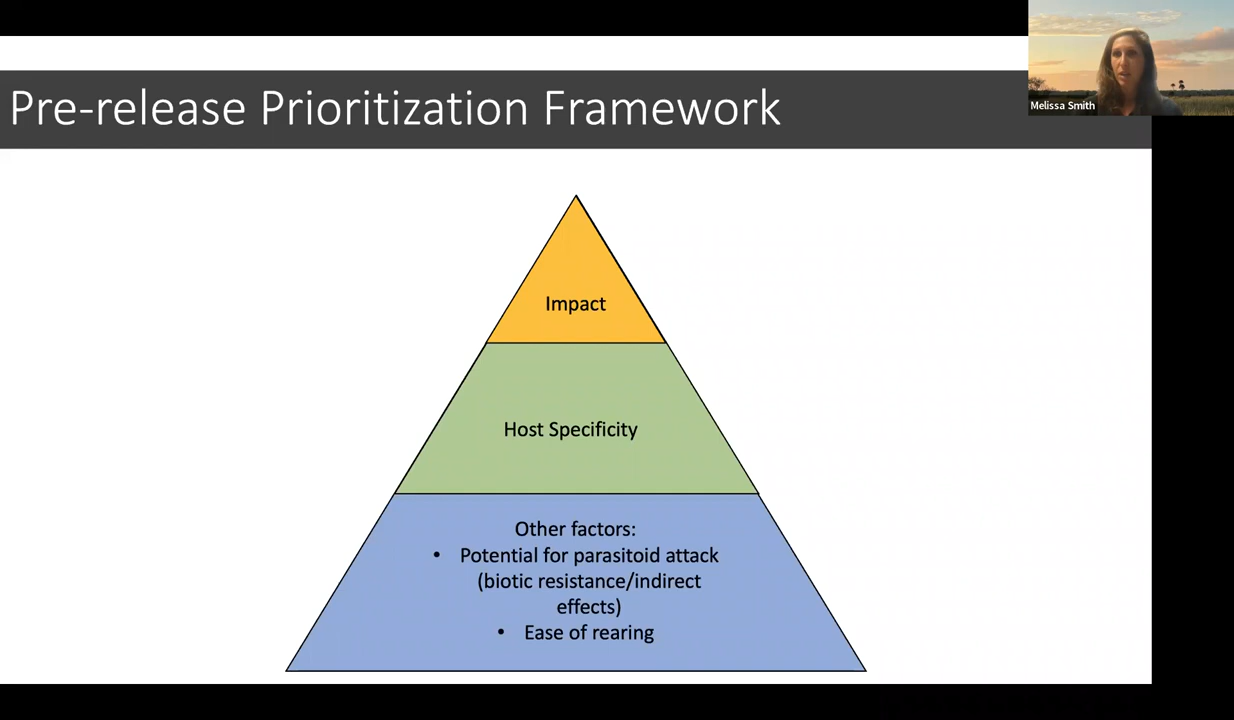 Pre-release Prioritization Framework
Melissa Smith
Impact
Host Specificity
Other factors:
• Potential for parasitoid attack
(biotic resistance/indirect
effects)
• Ease of rearing